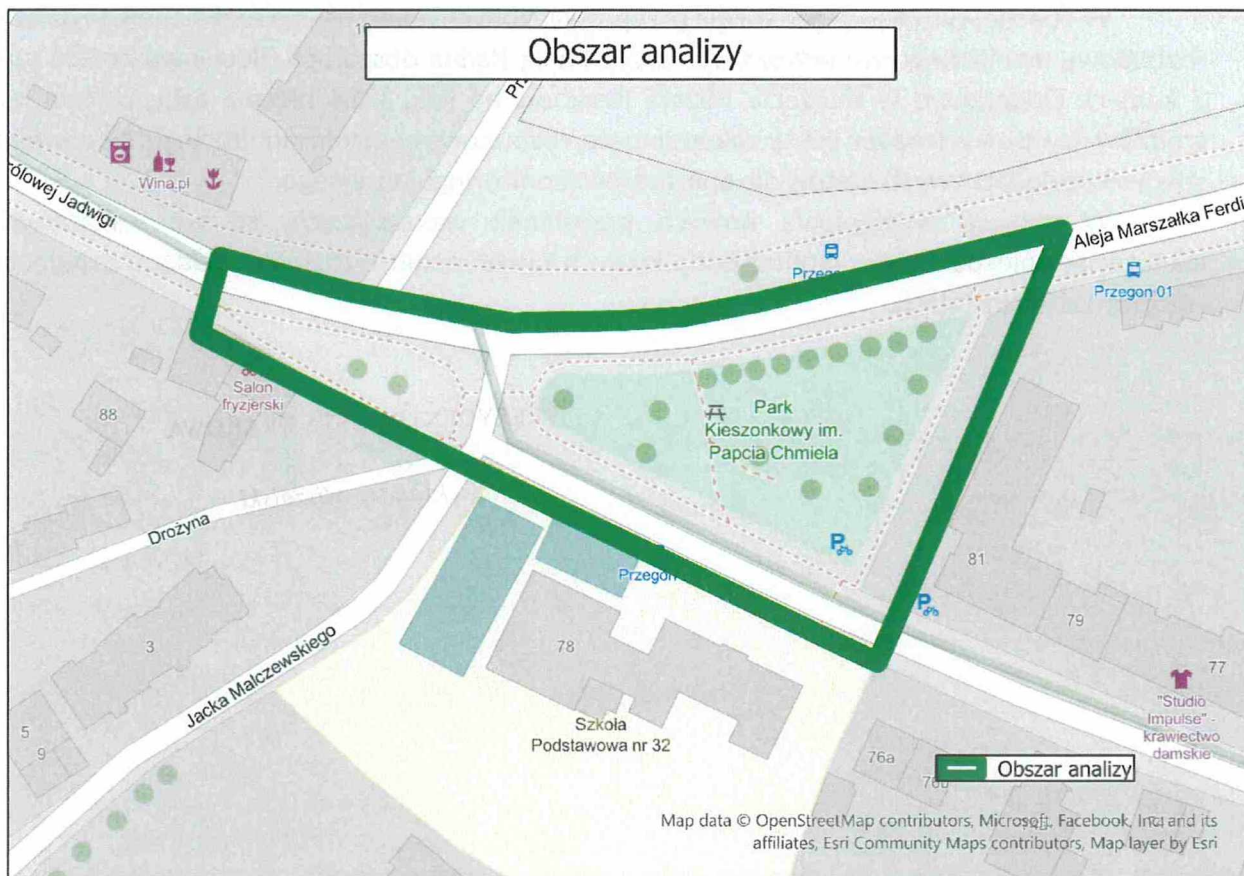 Obszar analizy
Wina.pl
rólowej Jadwigi
Aleja Marszałka Ferdi
Przegon 01
Salon
fryzjerski
88
Park
Kieszonkowy im.
Papcia Chmiela
Drożyna
P
81
Przegon
P
79
3
78
77
Jacka Malczewskiego
Szkoła
Podstawowa nr 32
"Studio
Impulse" -
krawiectwo
damskie
5
9
76a
Obszar analizy
Map data © OpenStreetMap contributors, Microsoft, Facebook, Inc. and its
affiliates, Esri Community Maps contributors, Map layer by Esri